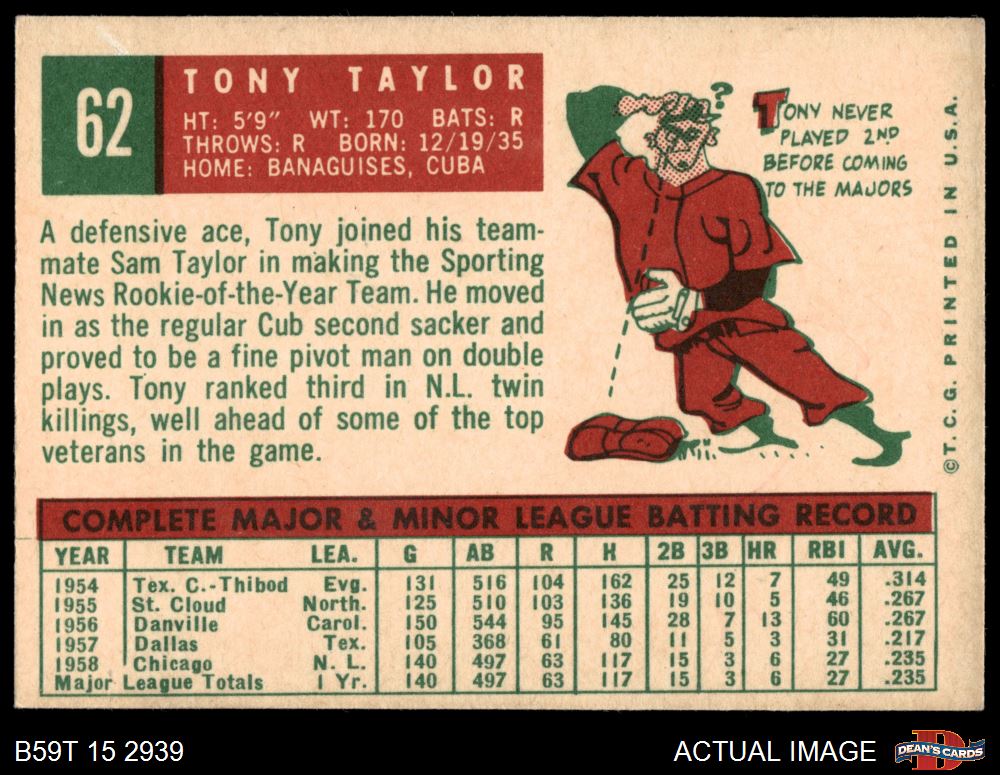 62
TONY TAYLOR
HT: 5'9" WT: 170 BATS: R
THROWS: R BORN: 12/19/35
HOME: BANAGUISES, CUBA
?
TONY NEVER
PLAYED 2ND
BEFORE COMING
TO THE MAJORS
© T. C. G. PRINTED IN U. S. A.
A defensive ace, Tony joined his team-
mate Sam Taylor in making the Sporting
News Rookie-of-the-Year Team. He moved
in as the regular Cub second sacker and
proved to be a fine pivot man on double
plays. Tony ranked third in N.L. twin
killings, well ahead of some of the top
veterans in the game.
COMPLETE MAJOR & MINOR LEAGUE BATTING RECORD
YEAR TEAM LEA. G AB R H 2B 3B HR RBI AVG.
1954 Tex. C.-Thibod Evg. 131 516 104 162 25 12 7 49 .314
1955 St. Cloud North. 125 510 103 136 19 10 5 46 .267
1956 Danville Carol. 150 544 95 145 28 7 13 60 .267
1957 Dallas Tex. 105 368 61 80 11 5 3 31 .217
1958 Chicago N. L. 140 497 63 117 15 3 6 27 .235
Major League Totals 1 Yr. 140 497 63 117 15 3 6 27 .235
B59T 15 2939
ACTUAL IMAGE
DEAN'S CARDS